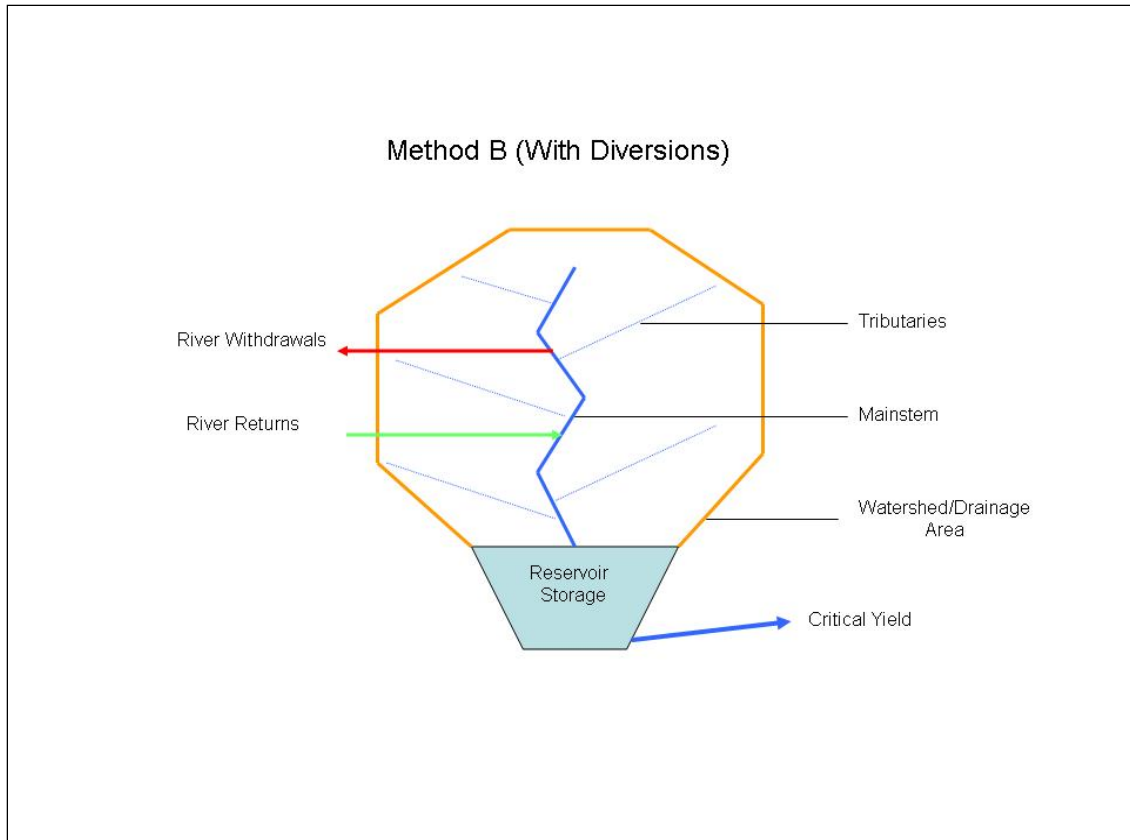 Method B (With Diversions)
River Withdrawals
River Returns
Tributaries
Mainstem
Watershed/Drainage
Area
Reservoir
Storage
Critical Yield